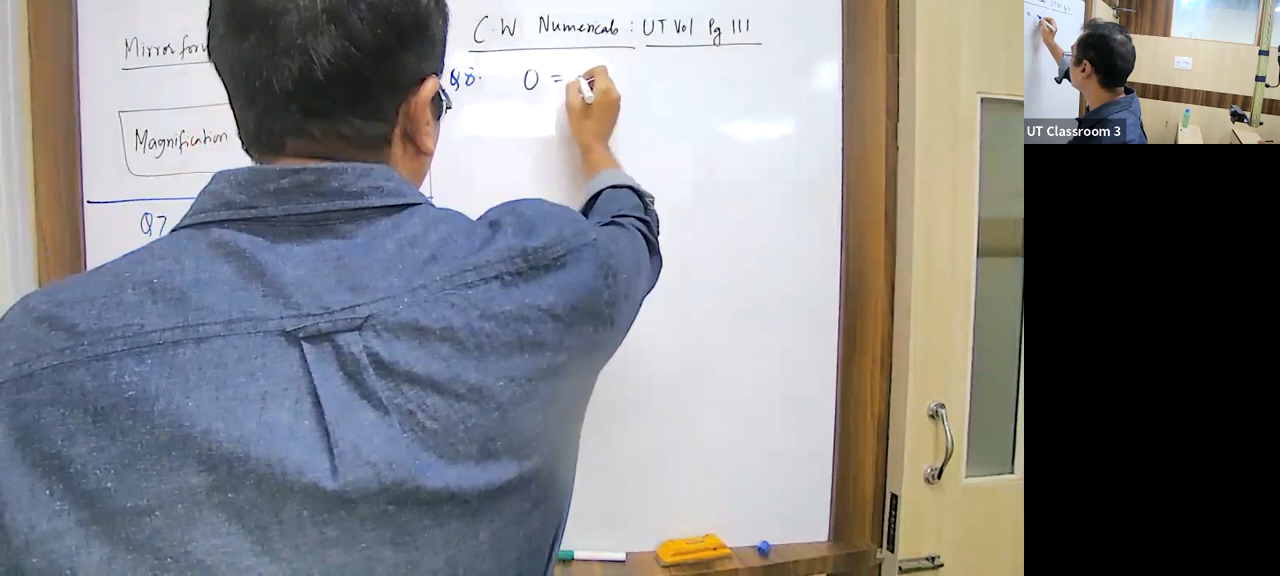 Mirror for
C.W Numericals : UT Vol Pg 111
Q8. O =
Magnification
Q7
UT Classroom 3